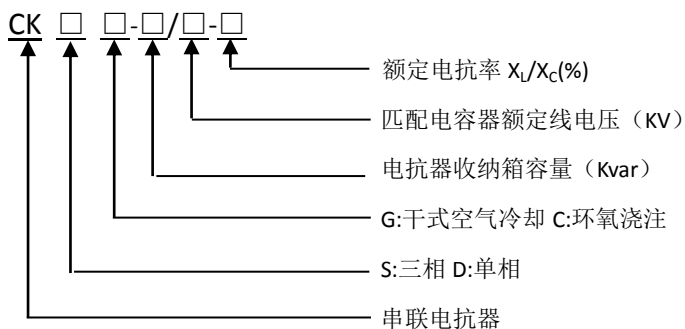 CK □ □-□/□-□
额定电抗率 X_L/X_C(%)
匹配电容器额定线电压（KV）
电抗器收纳箱容量（Kvar）
G:干式空气冷却 C:环氧浇注
S:三相 D:单相
串联电抗器